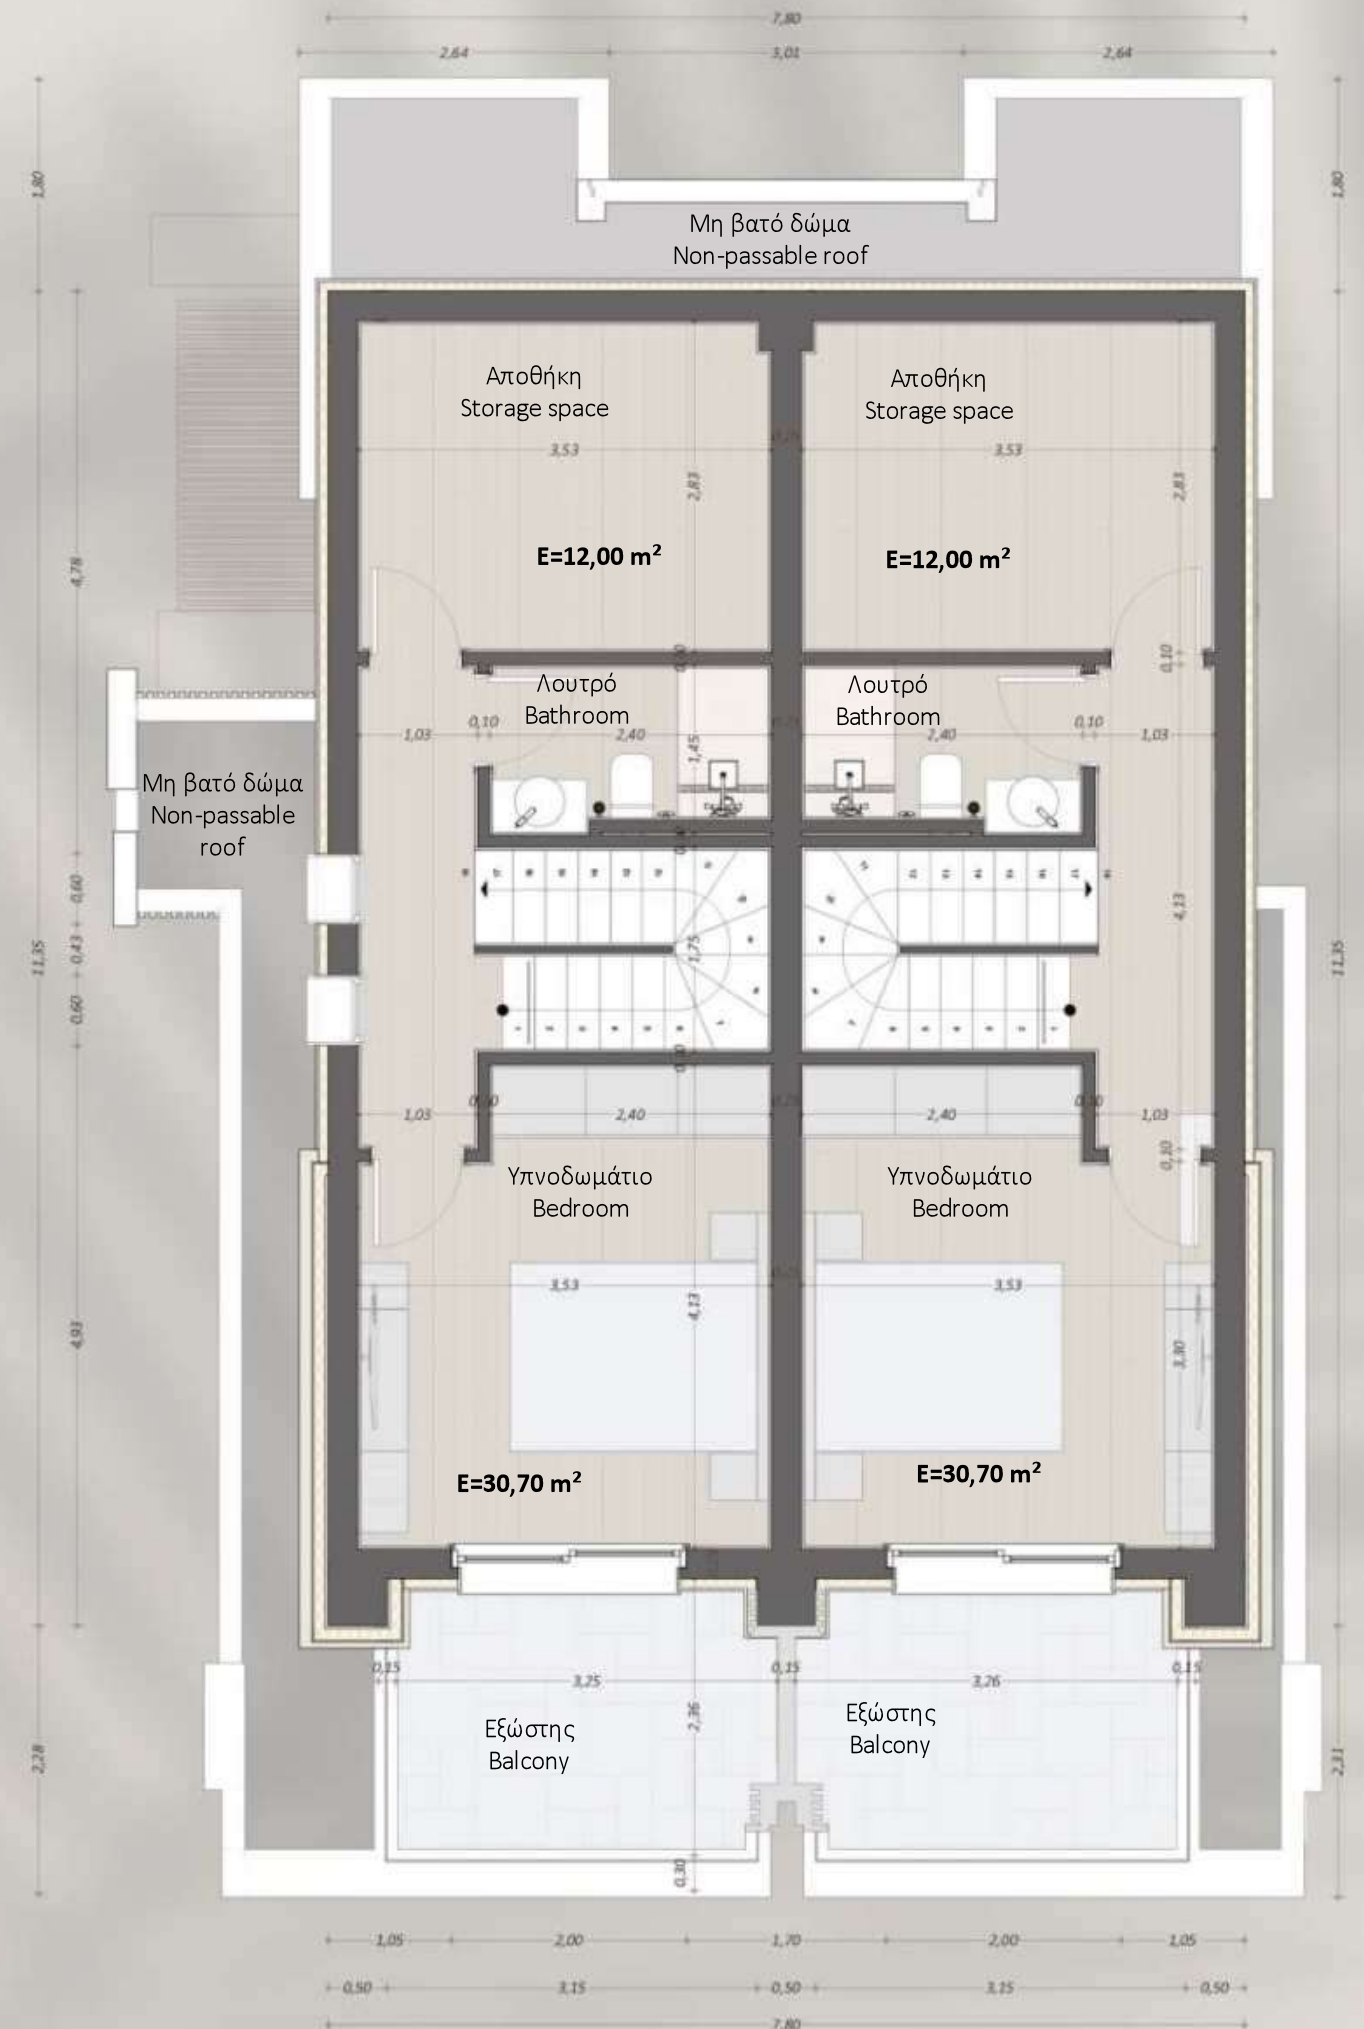 7,80
2,64
3,01
2,64
1,80
1,80
Μη βατό δώμα
Non-passable roof
Αποθήκη
Storage space
Αποθήκη
Storage space
3,53
3,53
2,83
2,83
E=12,00 m²
E=12,00 m²
4,78
0,10
Λουτρό
Bathroom
Λουτρό
Bathroom
1,03
0,10
2,40
1,45
2,40
0,10
1,03
Μη βατό δώμα
Non-passable
roof
0,60
0,43
0,60
11,35
1,75
4,13
11,35
1,03
2,40
2,40
1,03
0,10
Υπνοδωμάτιο
Bedroom
Υπνοδωμάτιο
Bedroom
3,53
4,13
3,53
4,93
3,80
E=30,70 m²
E=30,70 m²
0,15
3,25
0,15
3,26
0,15
2,36
Εξώστης
Balcony
Εξώστης
Balcony
2,28
2,31
0,30
1,05
2,00
1,70
2,00
1,05
0,50
3,15
0,50
3,15
0,50
7,80